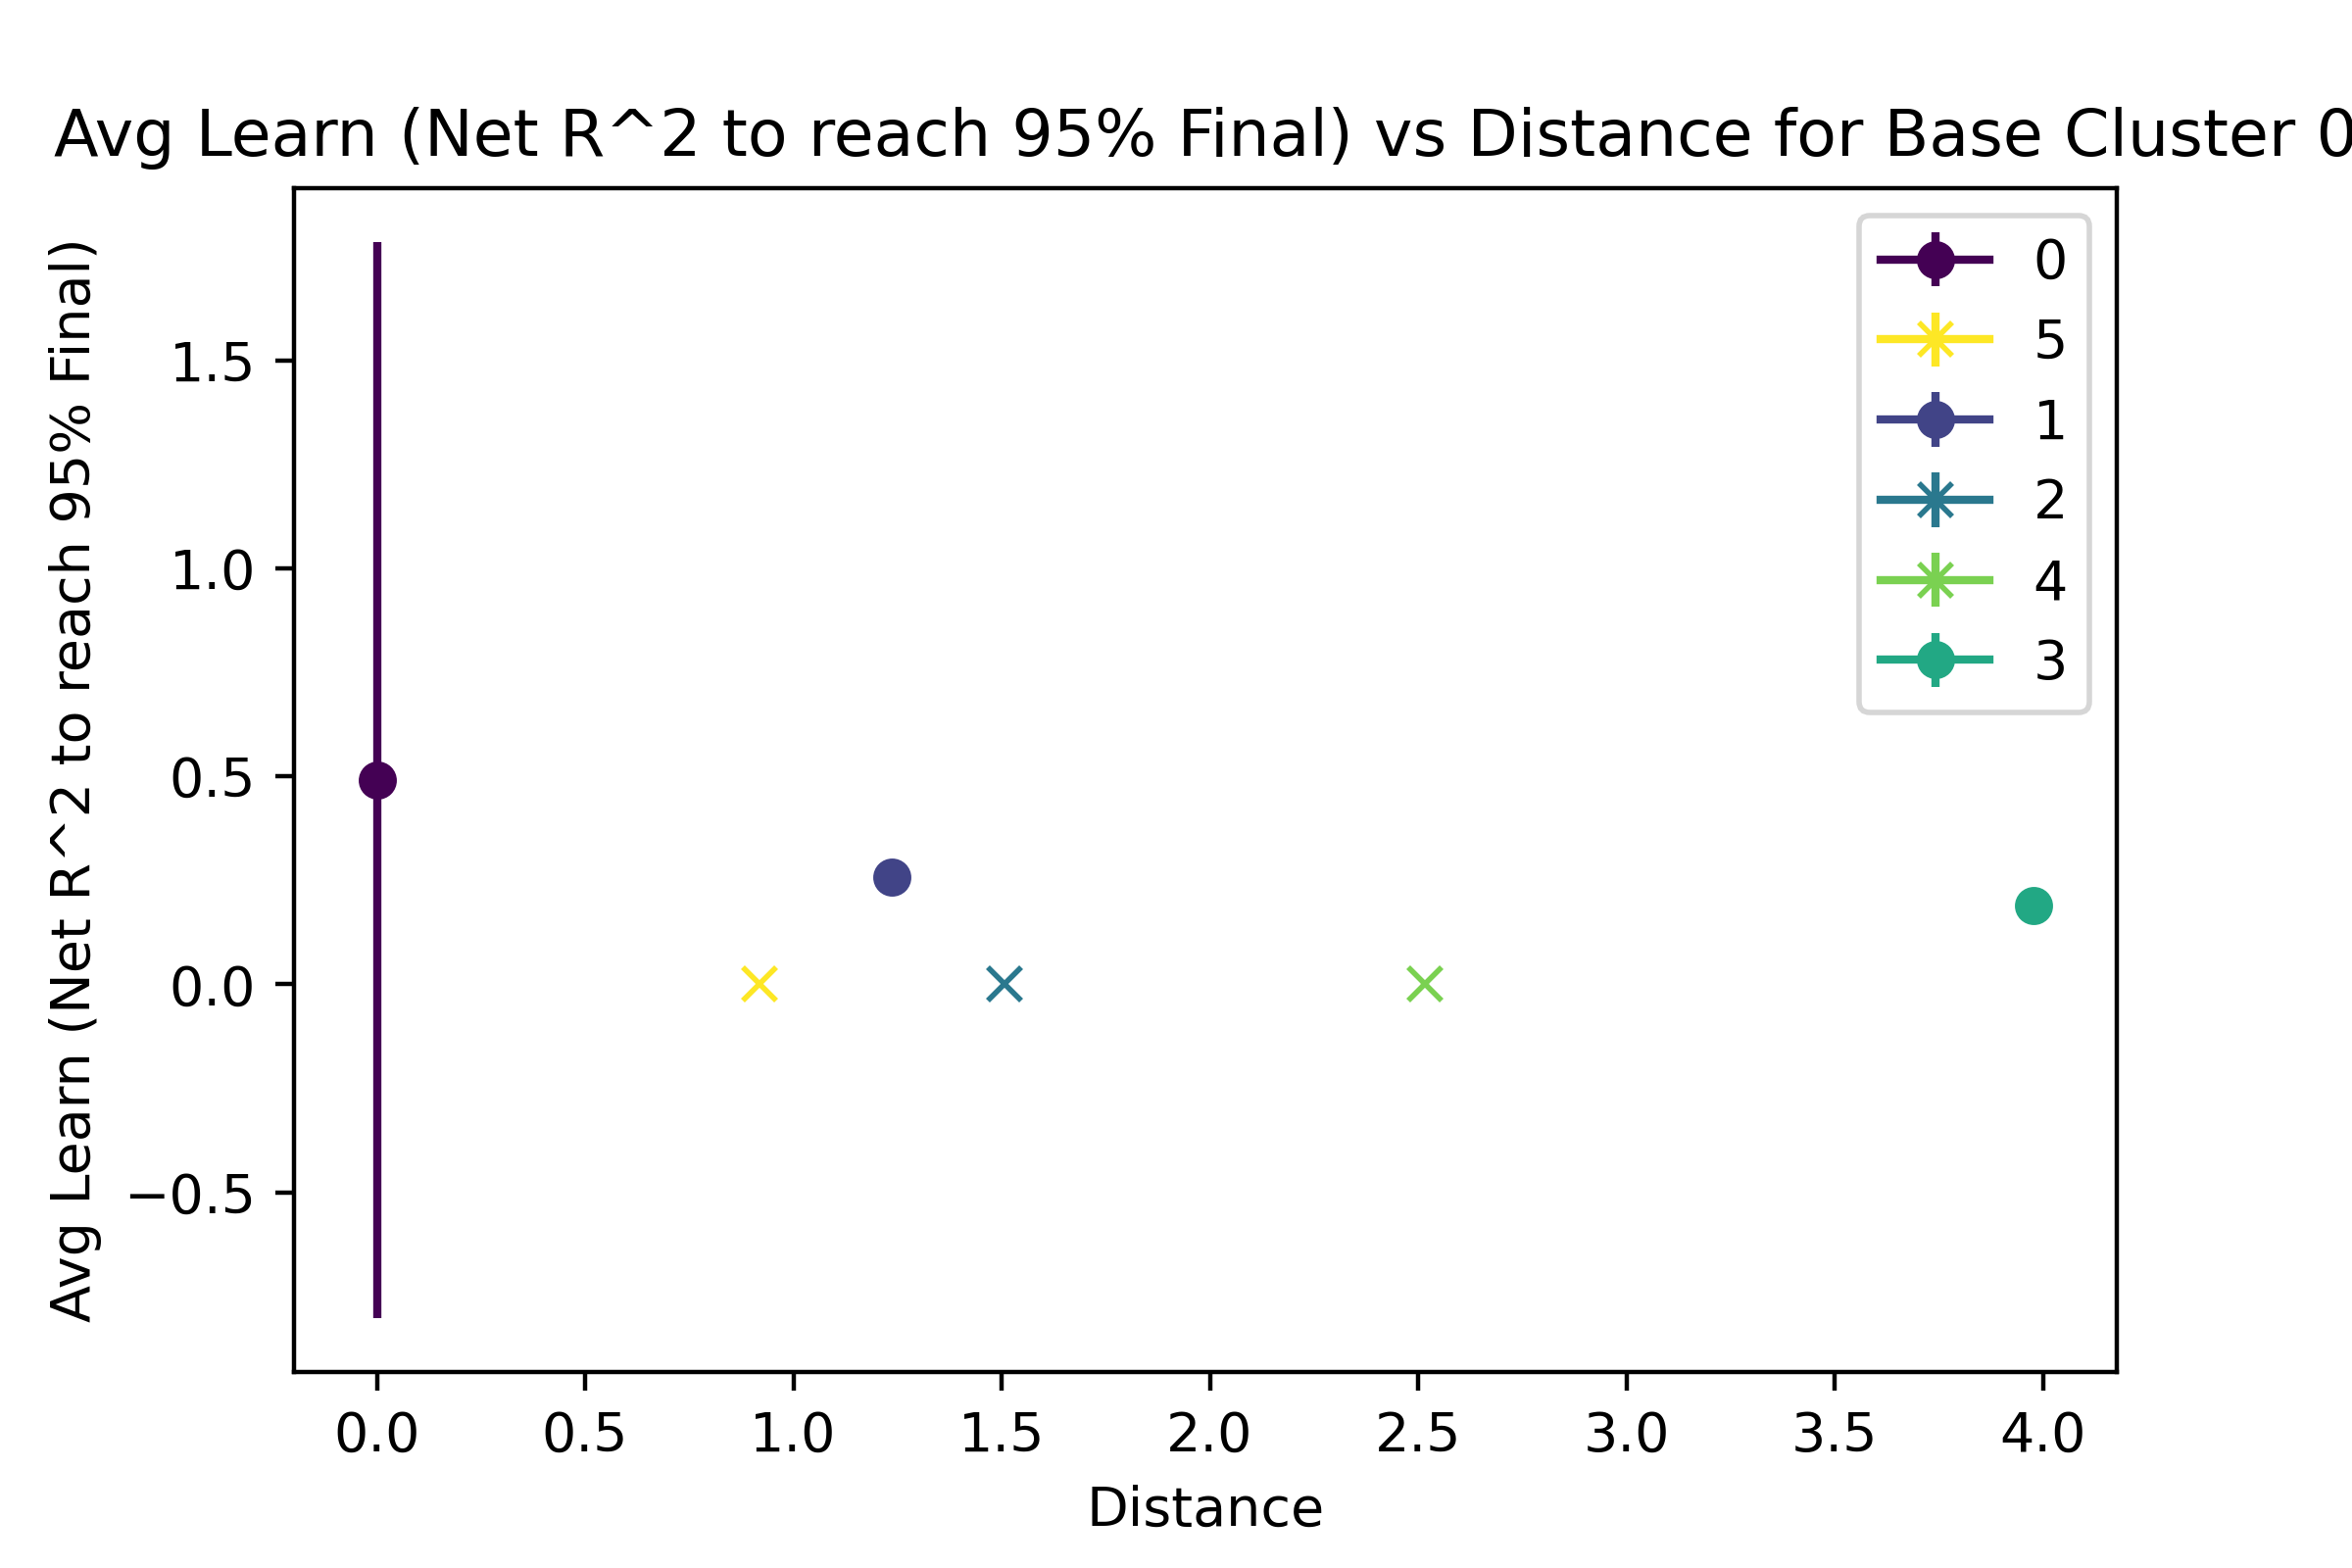 Avg Learn (Net R^2 to reach 95% Final) vs Distance for Base Cluster 0
Avg Learn (Net R^2 to reach 95% Final)
1.5
1.0
0.5
0.0
−0.5
0
5
1
2
4
3
0.0 0.5 1.0 1.5 2.0 2.5 3.0 3.5 4.0
Distance